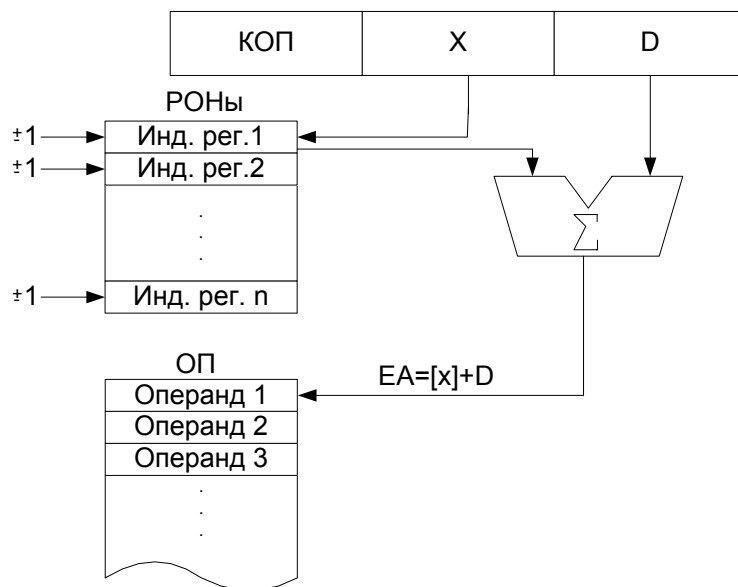 КОП X D
РОНы
±1 Инд. рег.1
±1 Инд. рег.2
.
.
.
±1 Инд. рег. n
Σ
ОП
EA=[x]+D
Операнд 1
Операнд 2
Операнд 3
.
.
.